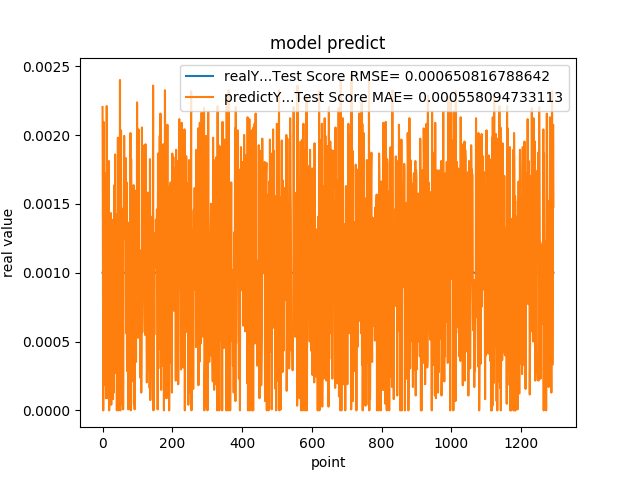 model predict
realY...Test Score RMSE= 0.000650816788642
predictY...Test Score MAE= 0.000558094733113
real value
0.0025
0.0020
0.0015
0.0010
0.0005
0.0000
0 200 400 600 800 1000 1200
point